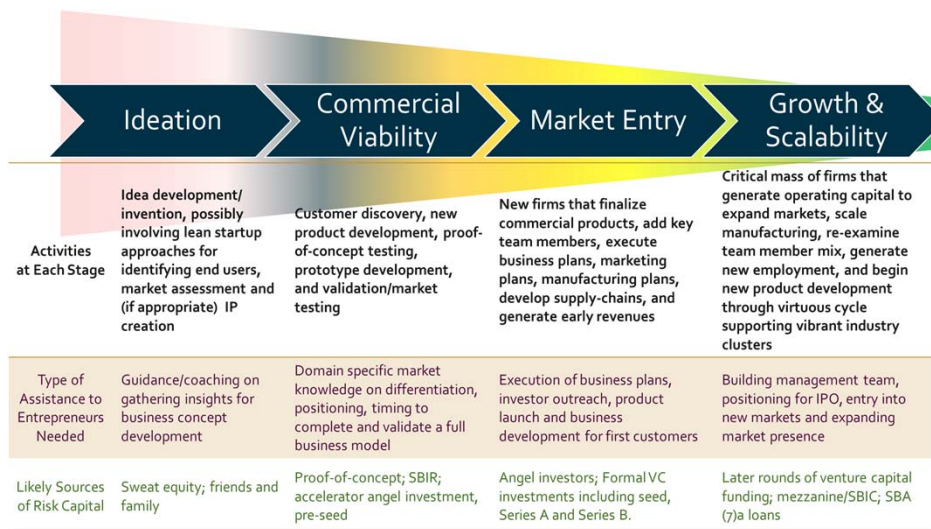 Ideation
Commercial
Viability
Market Entry
Growth &
Scalability
Activities
at Each Stage
Idea development/
invention, possibly
involving lean startup
approaches for
identifying end users,
market assessment and
(if appropriate) IP
creation
Customer discovery, new
product development, proof-
of-concept testing,
prototype development,
and validation/market
testing
New firms that finalize
commercial products, add key
team members, execute
business plans, marketing
plans, manufacturing plans,
develop supply-chains, and
generate early revenues
Critical mass of firms that
generate operating capital to
expand markets, scale
manufacturing, re-examine
team member mix, generate
new employment, and begin
new product development
through virtuous cycle
supporting vibrant industry
clusters
Type of
Assistance to
Entrepreneurs
Needed
Guidance/coaching on
gathering insights for
business concept
development
Domain specific market
knowledge on differentiation,
positioning, timing to
complete and validate a full
business model
Execution of business plans,
investor outreach, product
launch and business
development for first customers
Building management team,
positioning for IPO, entry into
new markets and expanding
market presence
Likely Sources
of Risk Capital
Sweat equity; friends and
family
Proof-of-concept; SBIR;
accelerator angel investment,
pre-seed
Angel investors; Formal VC
investments including seed,
Series A and Series B.
Later rounds of venture capital
funding; mezzanine/SBIC; SBA
(7)a loans